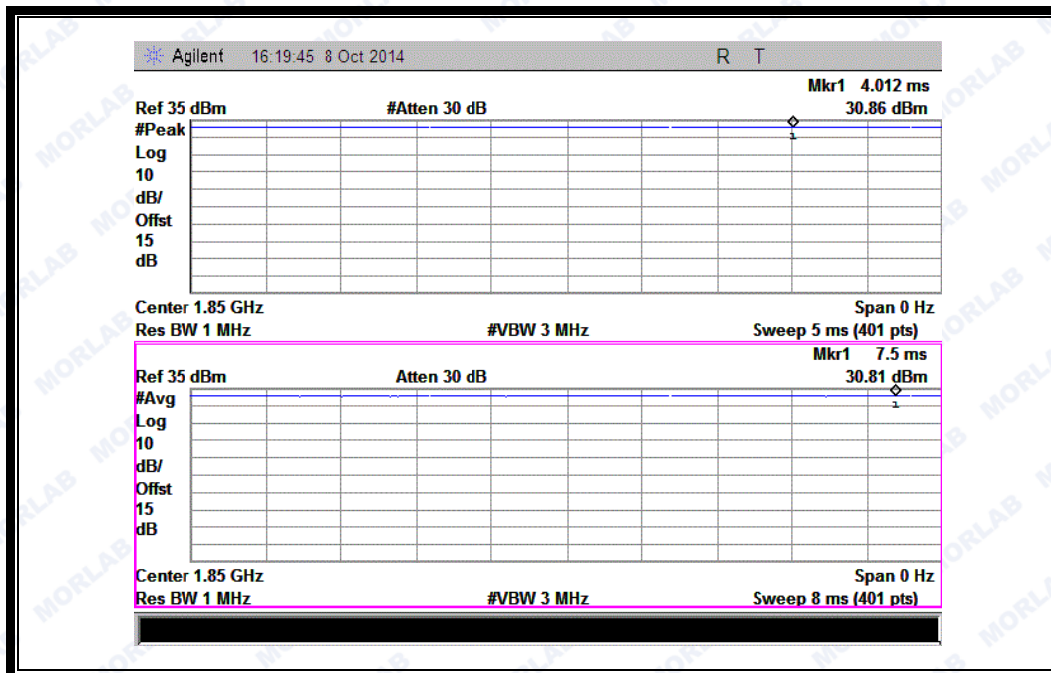 Agilent 16:19:45 8 Oct 2014 R T
Mkr1 4.012 ms
Ref 35 dBm #Atten 30 dB 30.86 dBm
#Peak
Log
10
dB/
Offst
15
dB
1
Center 1.85 GHz Span 0 Hz
Res BW 1 MHz #VBW 3 MHz Sweep 5 ms (401 pts)
Mkr1 7.5 ms
Ref 35 dBm Atten 30 dB 30.81 dBm
#Avg
Log
10
dB/
Offst
15
dB
1
Center 1.85 GHz Span 0 Hz
Res BW 1 MHz #VBW 3 MHz Sweep 8 ms (401 pts)
MORLAB